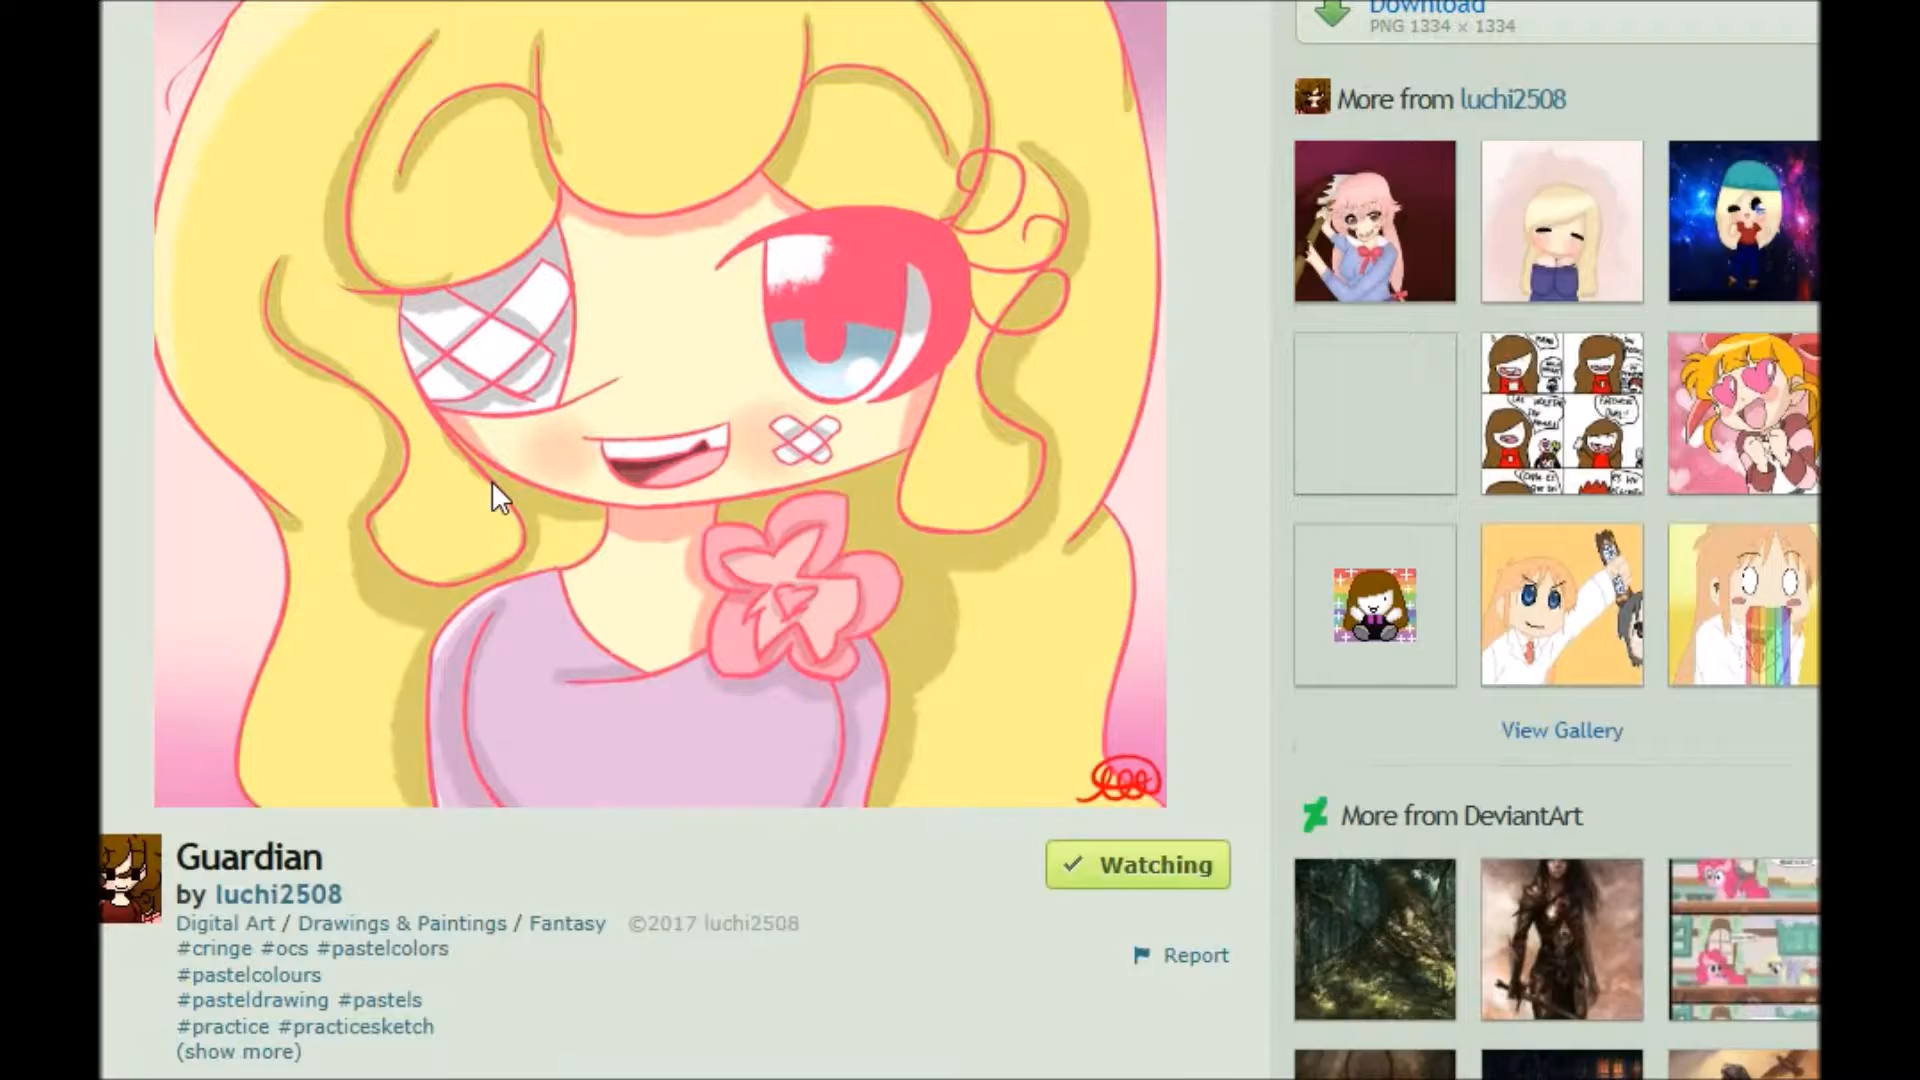 Download
PNG 1334 × 1334
More from luchi2508
View Gallery
More from DeviantArt
Guardian
by luchi2508
Digital Art / Drawings & Paintings / Fantasy ©2017 luchi2508
#cringe #ocs #pastelcolors
#pastelcolours
#pasteldrawing #pastels
#practice #practicesketch
(show more)
Watching
Report